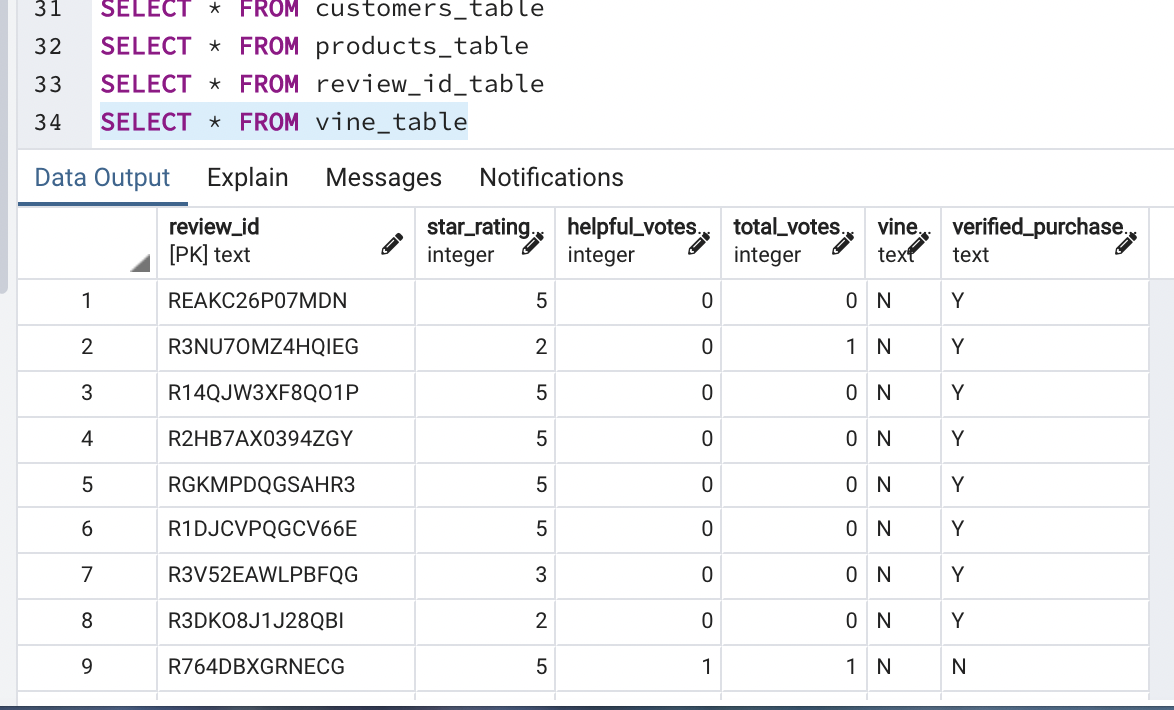 31 SELECT * FROM customers_table
32 SELECT * FROM products_table
33 SELECT * FROM review_id_table
34 SELECT * FROM vine_table
Data Output Explain Messages Notifications
review_id star_rating.. helpful_votes.. total_votes.. vine.. verified_purchase..
[PK] text integer integer integer text text
1 REAKC26P07MDN 5 0 0 N Y
2 R3NU7OMZ4HQIEG 2 0 1 N Y
3 R14QJW3XF8QO1P 5 0 0 N Y
4 R2HB7AX0394ZGY 5 0 0 N Y
5 RGKMPDQGSAHR3 5 0 0 N Y
6 R1DJCVPQGCV66E 5 0 0 N Y
7 R3V52EAWLPBFQG 3 0 0 N Y
8 R3DKO8J1J28QBI 2 0 0 N Y
9 R764DBXGRNECG 5 1 1 N N